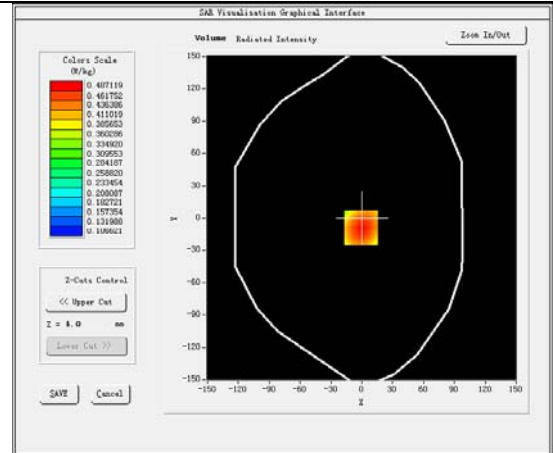 SAR Visualisation Graphical Interface
Volume Radiated Intensity
Zoom In/Out
Colors Scale
(W/kg)
0.487119
0.461752
0.436386
0.411019
0.385653
0.360286
0.334920
0.309553
0.284187
0.258820
0.233454
0.208087
0.182721
0.157354
0.131988
0.106621
Z-Cuts Control
<< Upper Cut
Z = 4.0 mm
Lower Cut >>
SAVE
Cancel
150
120
90
60
30
0
-30
-60
-90
-120
-150
Y
-150 -120 -90 -60 -30 0 30 60 90 120 150
X